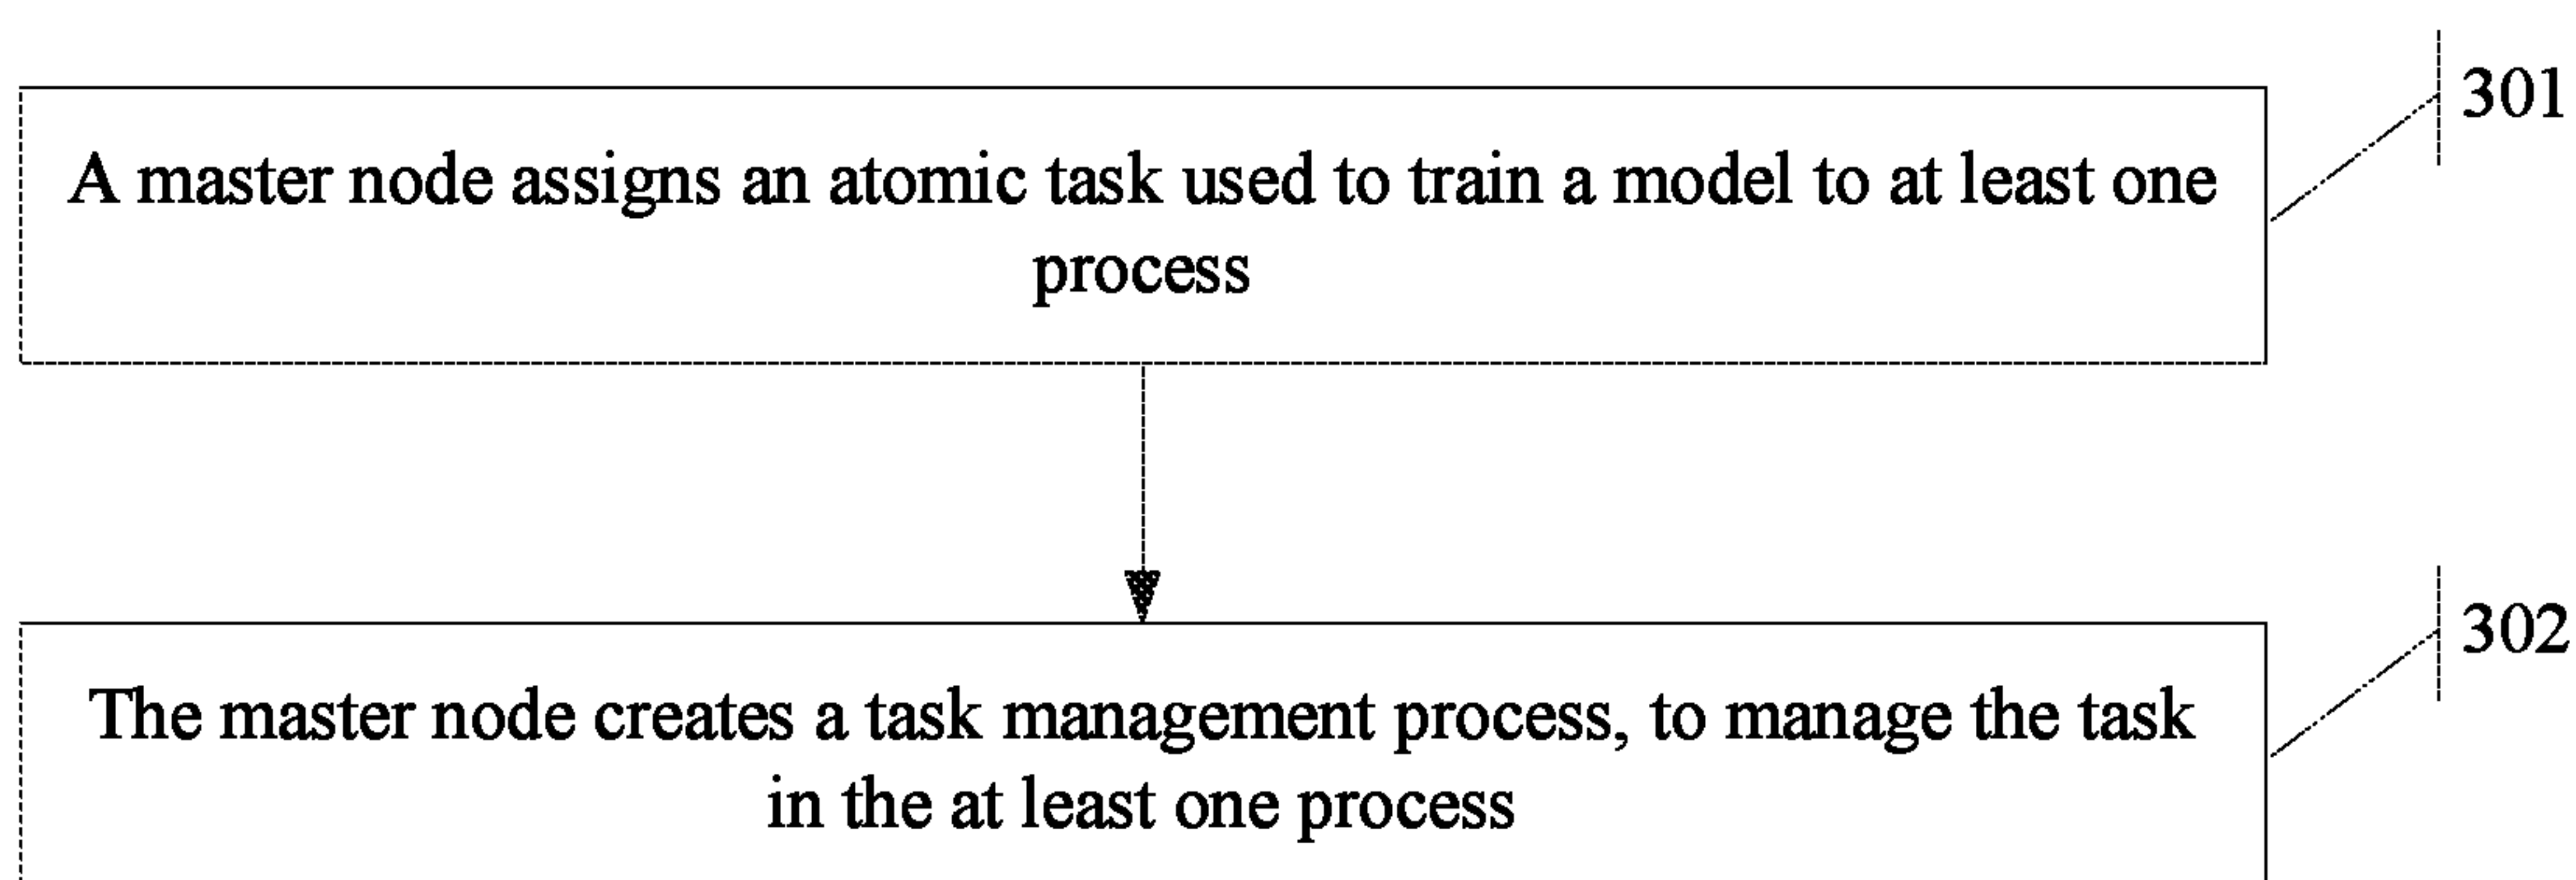 301
A master node assigns an atomic task used to train a model to at least one
process
302
The master node creates a task management process, to manage the task
in the at least one process